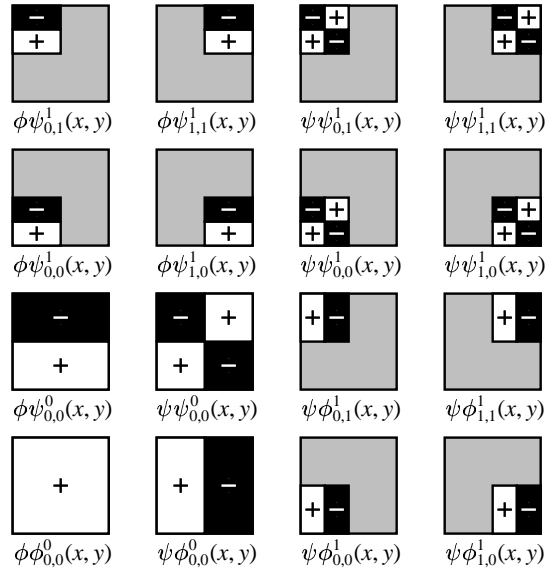 − − − + − +
+ + + − + −
ϕψ¹₀,₁(x, y) ϕψ¹₁,₁(x, y) ψψ¹₀,₁(x, y) ψψ¹₁,₁(x, y)
− − − + − +
+ + + − + −
ϕψ¹₀,₀(x, y) ϕψ¹₁,₀(x, y) ψψ¹₀,₀(x, y) ψψ¹₁,₀(x, y)
− − + + − + −
+ + −
ϕψ⁰₀,₀(x, y) ψψ⁰₀,₀(x, y) ψϕ¹₀,₁(x, y) ψϕ¹₁,₁(x, y)
+ + − + − + −
ϕϕ⁰₀,₀(x, y) ψϕ⁰₀,₀(x, y) ψϕ¹₀,₀(x, y) ψϕ¹₁,₀(x, y)